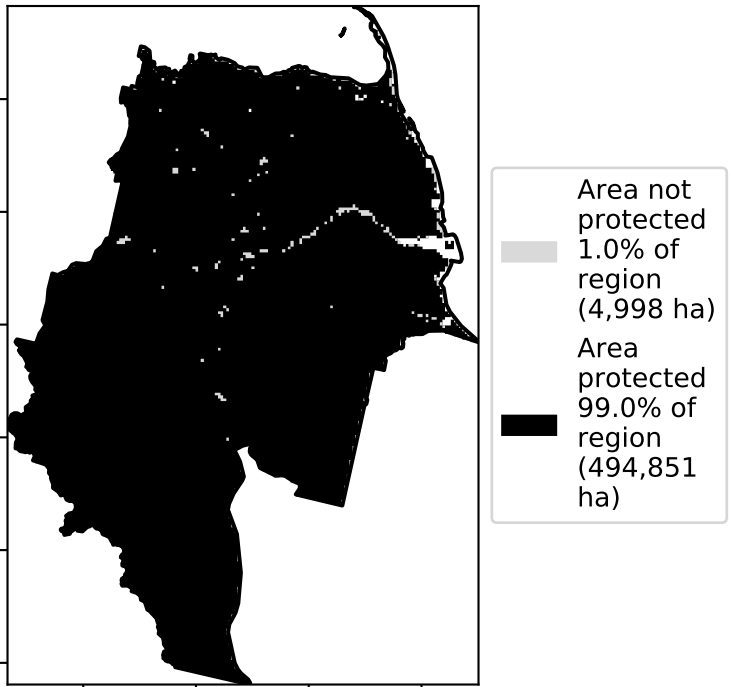 Area not
protected
1.0% of
region
(4,998 ha)
Area
protected
99.0% of
region
(494,851
ha)